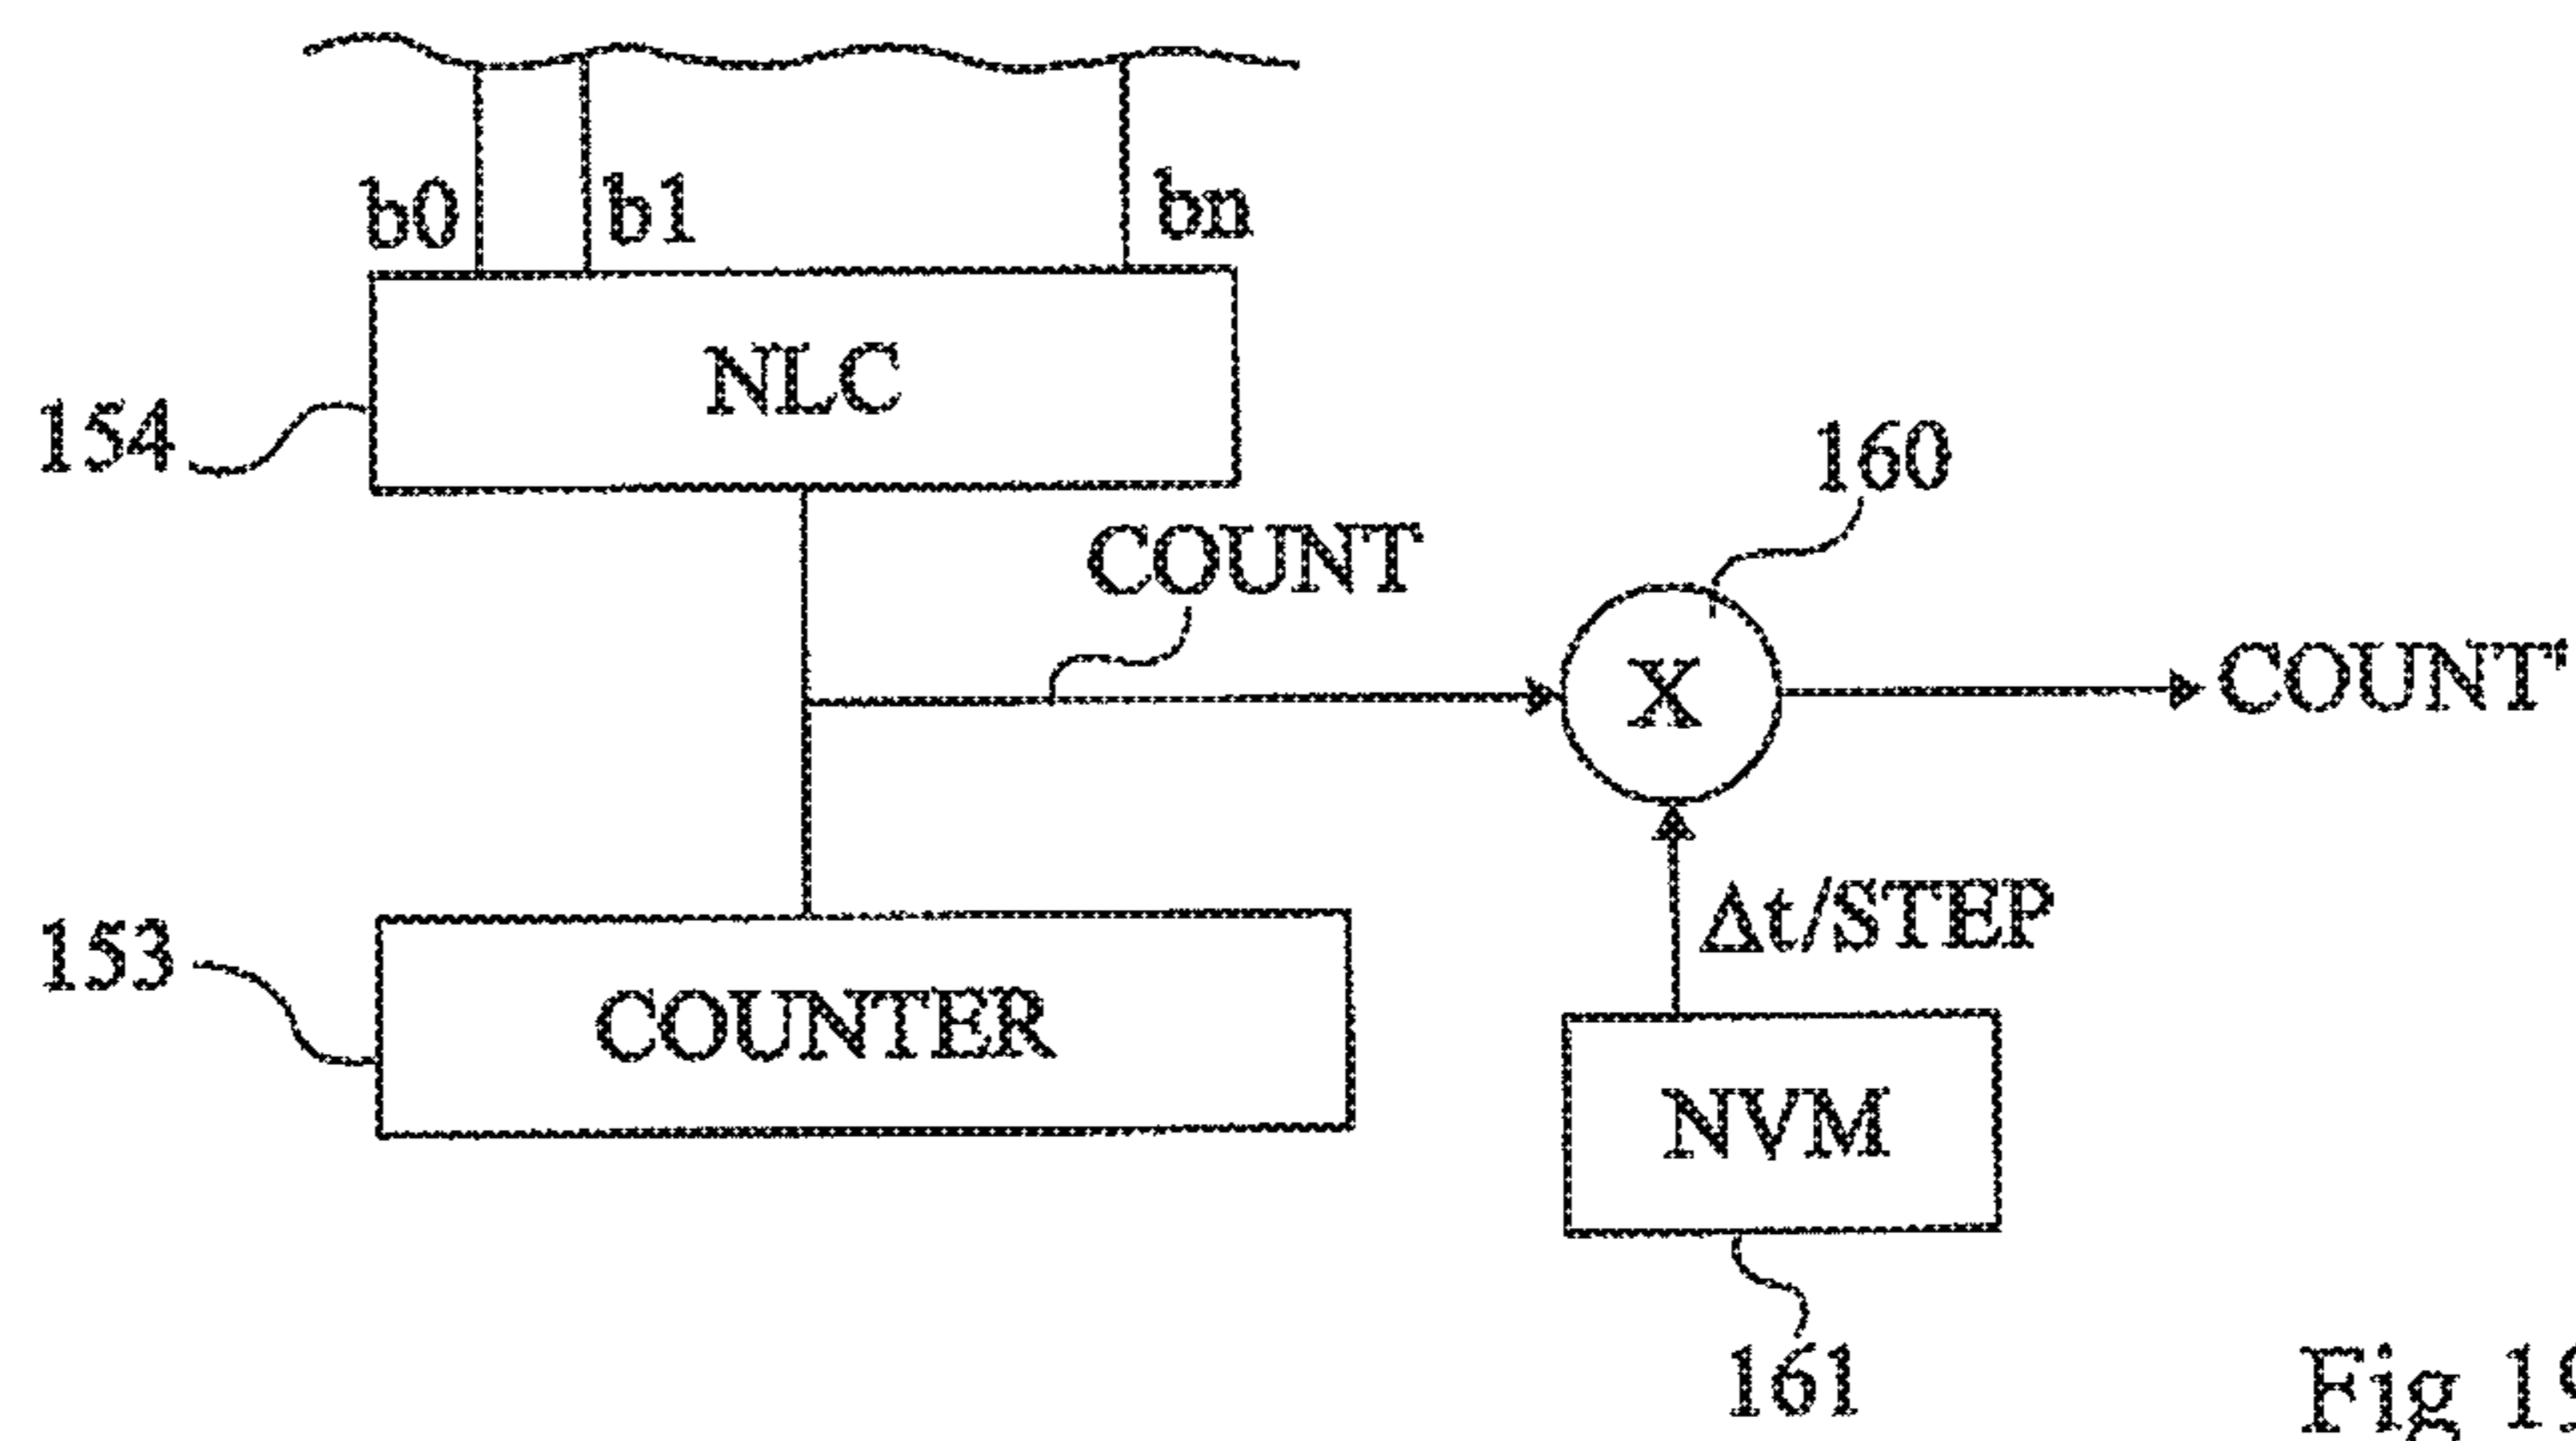 b0 b1 bn
NLC
154
160
COUNT
X
COUNT'
Δt/STEP
153
COUNTER
NVM
161
Fig 19